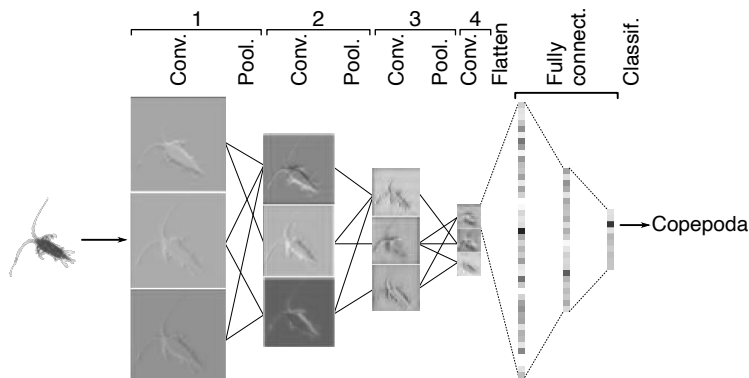 1 2 3 4
Conv. Pool. Conv. Pool. Conv. Pool. Conv. Flatten Fully connect. Classif.
Copepoda